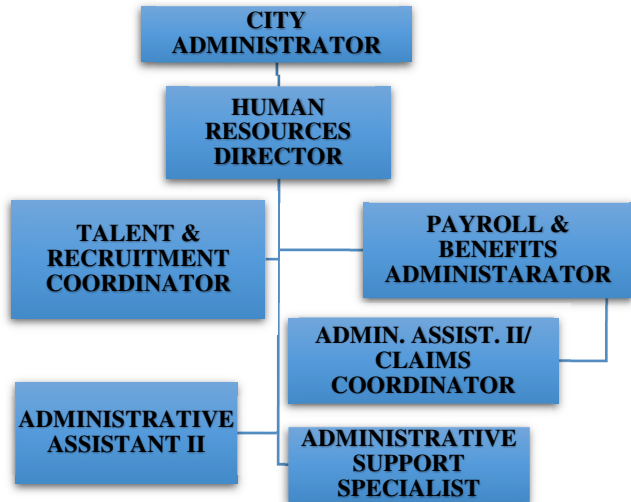 CITY
ADMINISTRATOR
HUMAN
RESOURCES
DIRECTOR
TALENT &
RECRUITMENT
COORDINATOR
PAYROLL &
BENEFITS
ADMINISTARATOR
ADMIN. ASSIST. II/
CLAIMS
COORDINATOR
ADMINISTRATIVE
ASSISTANT II
ADMINISTRATIVE
SUPPORT
SPECIALIST